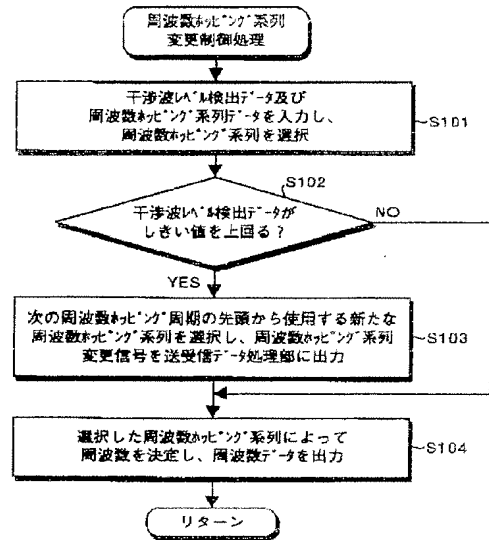 周波数ﾎｯﾋﾟﾝｸﾞ系列
変更制御処理
干渉波ﾚﾍﾞﾙ検出ﾃﾞｰﾀ及び
周波数ﾎｯﾋﾟﾝｸﾞ系列ﾃﾞｰﾀを入力し、
周波数ﾎｯﾋﾟﾝｸﾞ系列を選択
S101
S102
干渉波ﾚﾍﾞﾙ検出ﾃﾞｰﾀが
しきい値を上回る？
NO
YES
次の周波数ﾎｯﾋﾟﾝｸﾞ周期の先頭から使用する新たな
周波数ﾎｯﾋﾟﾝｸﾞ系列を選択し、周波数ﾎｯﾋﾟﾝｸﾞ系列
変更信号を送受信ﾃﾞｰﾀ処理部に出力
S103
選択した周波数ﾎｯﾋﾟﾝｸﾞ系列によって
周波数を決定し、周波数ﾃﾞｰﾀを出力
S104
リターン